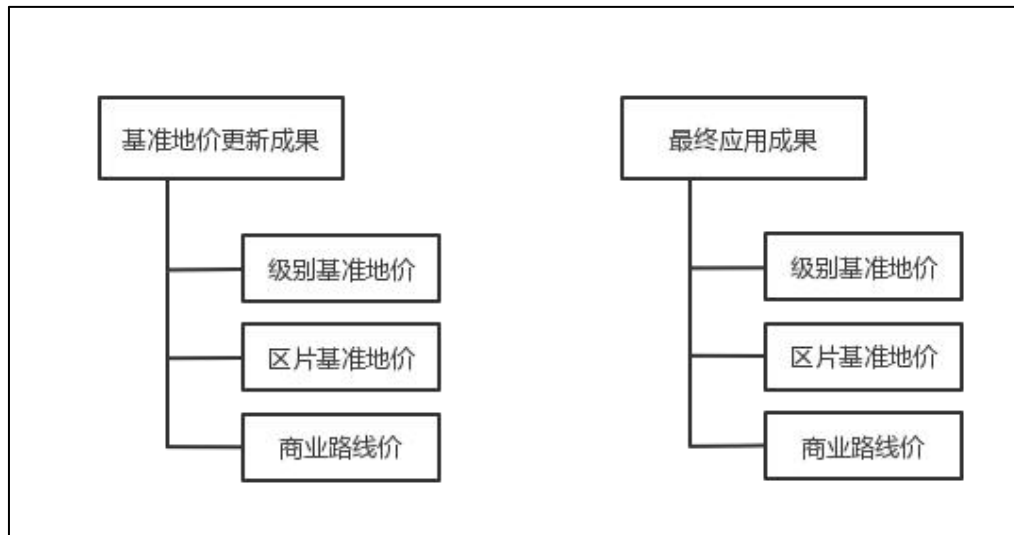 基准地价更新成果
级别基准地价
区片基准地价
商业路线价
最终应用成果
级别基准地价
区片基准地价
商业路线价